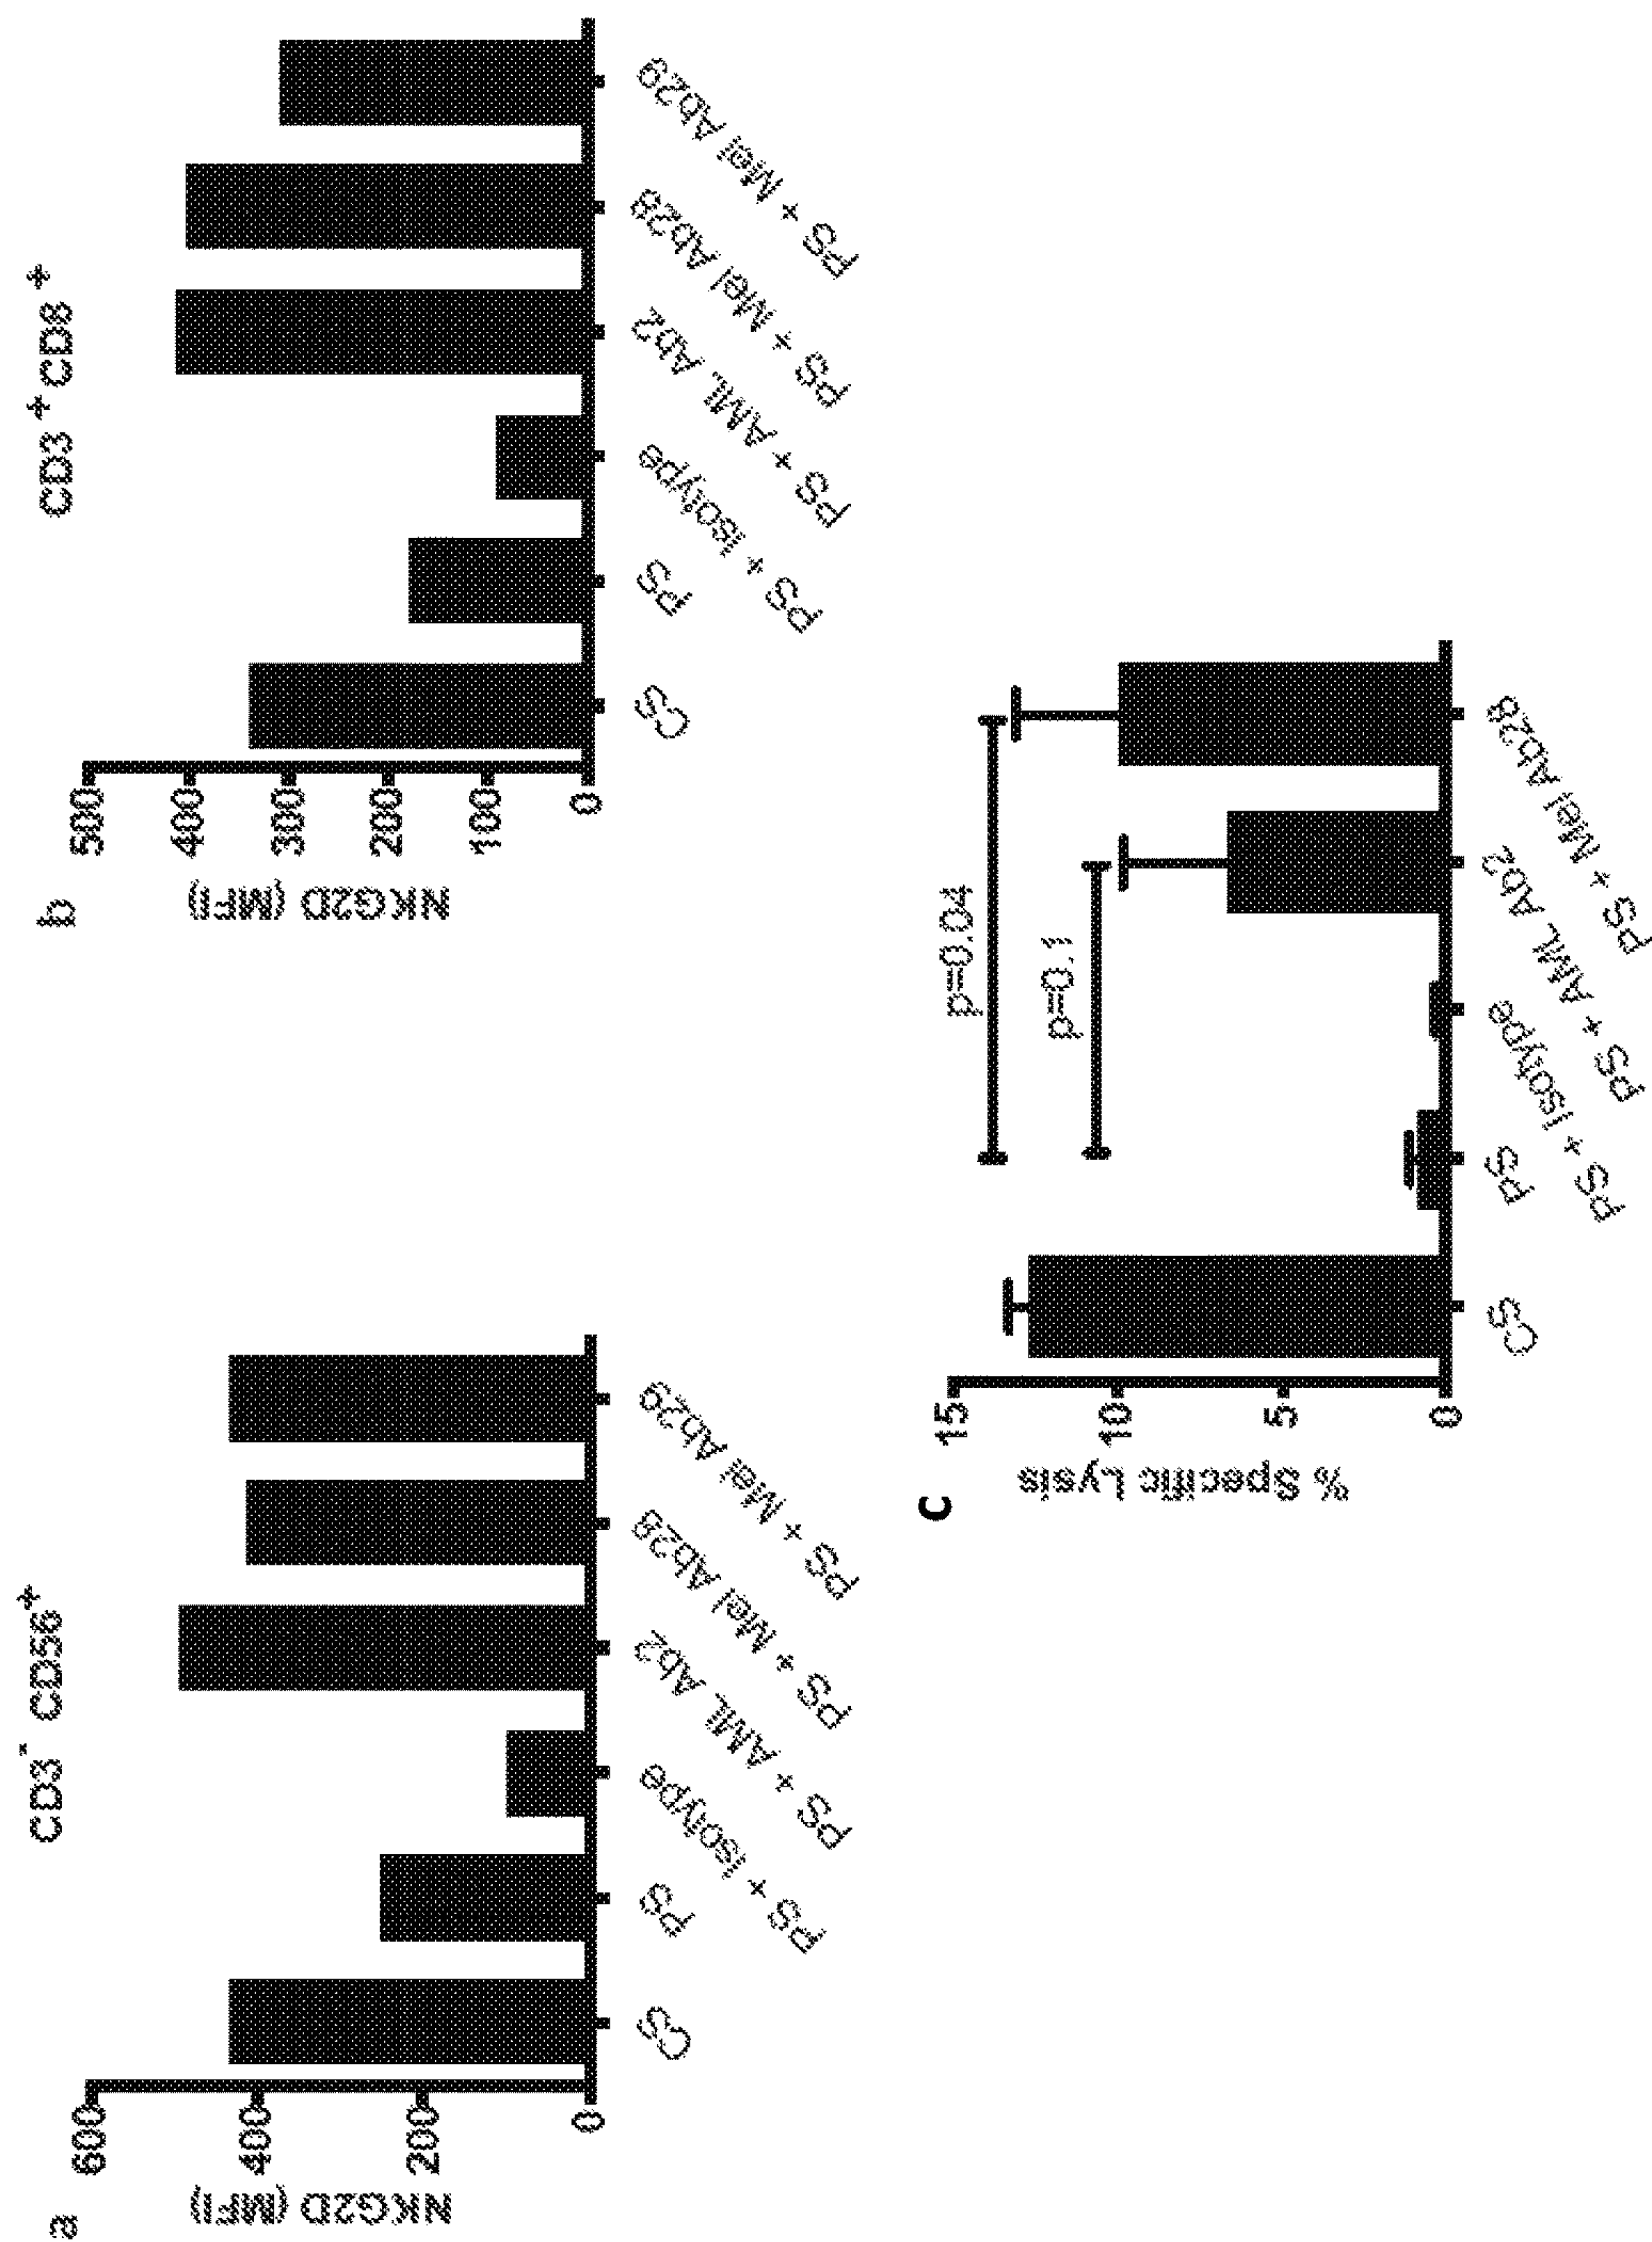 a
CD3- CD56+
NKG2D (MFI)
600
400
200
0
CS
PS
PS + isotype
PS + AML Ab2
PS + Mel Ab28
PS + Mel Ab29
b
CD3+CD8+
NKG2D (MFI)
500
400
300
200
100
0
CS
PS
PS + isotype
PS + AML Ab2
PS + Mel Ab28
PS + Mel Ab29
c
% Specific Lysis
15
10
5
0
p=0.04
p=0.1
CS
PS
PS + isotype
PS + AML Ab2
PS + Mel Ab28